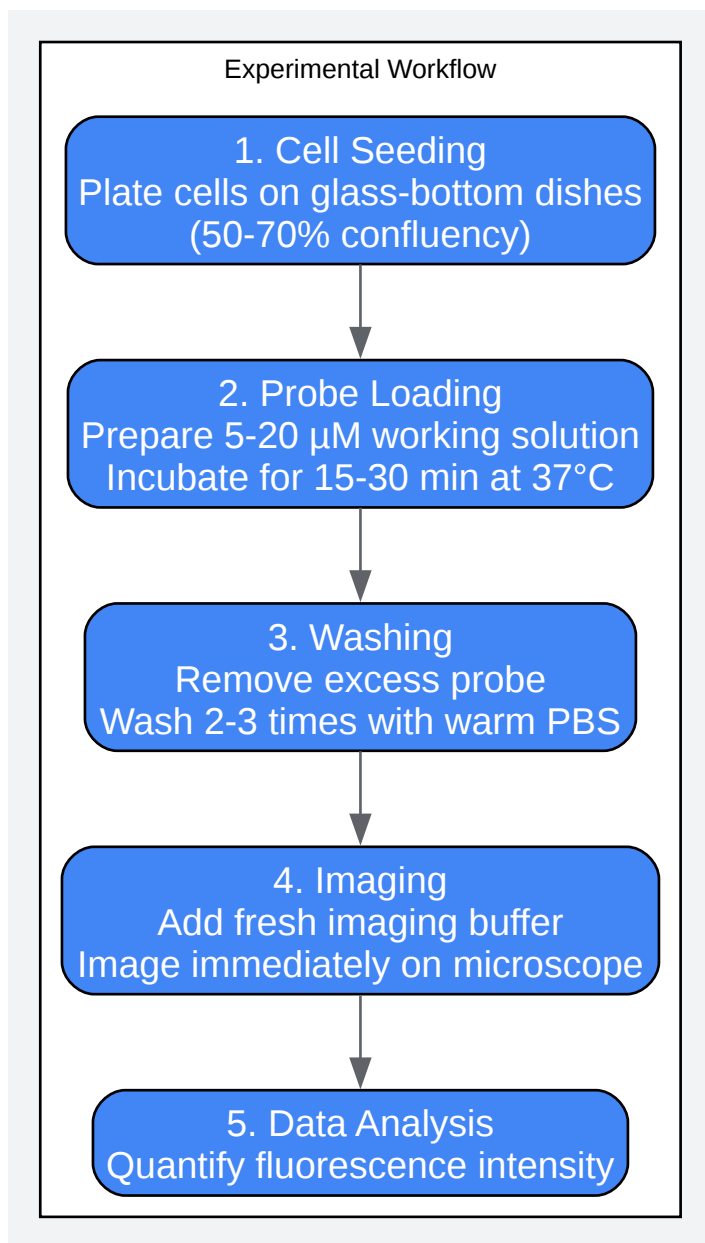 Experimental Workflow
1. Cell Seeding
Plate cells on glass-bottom dishes
(50-70% confluency)
2. Probe Loading
Prepare 5-20 µM working solution
Incubate for 15-30 min at 37°C
3. Washing
Remove excess probe
Wash 2-3 times with warm PBS
4. Imaging
Add fresh imaging buffer
Image immediately on microscope
5. Data Analysis
Quantify fluorescence intensity